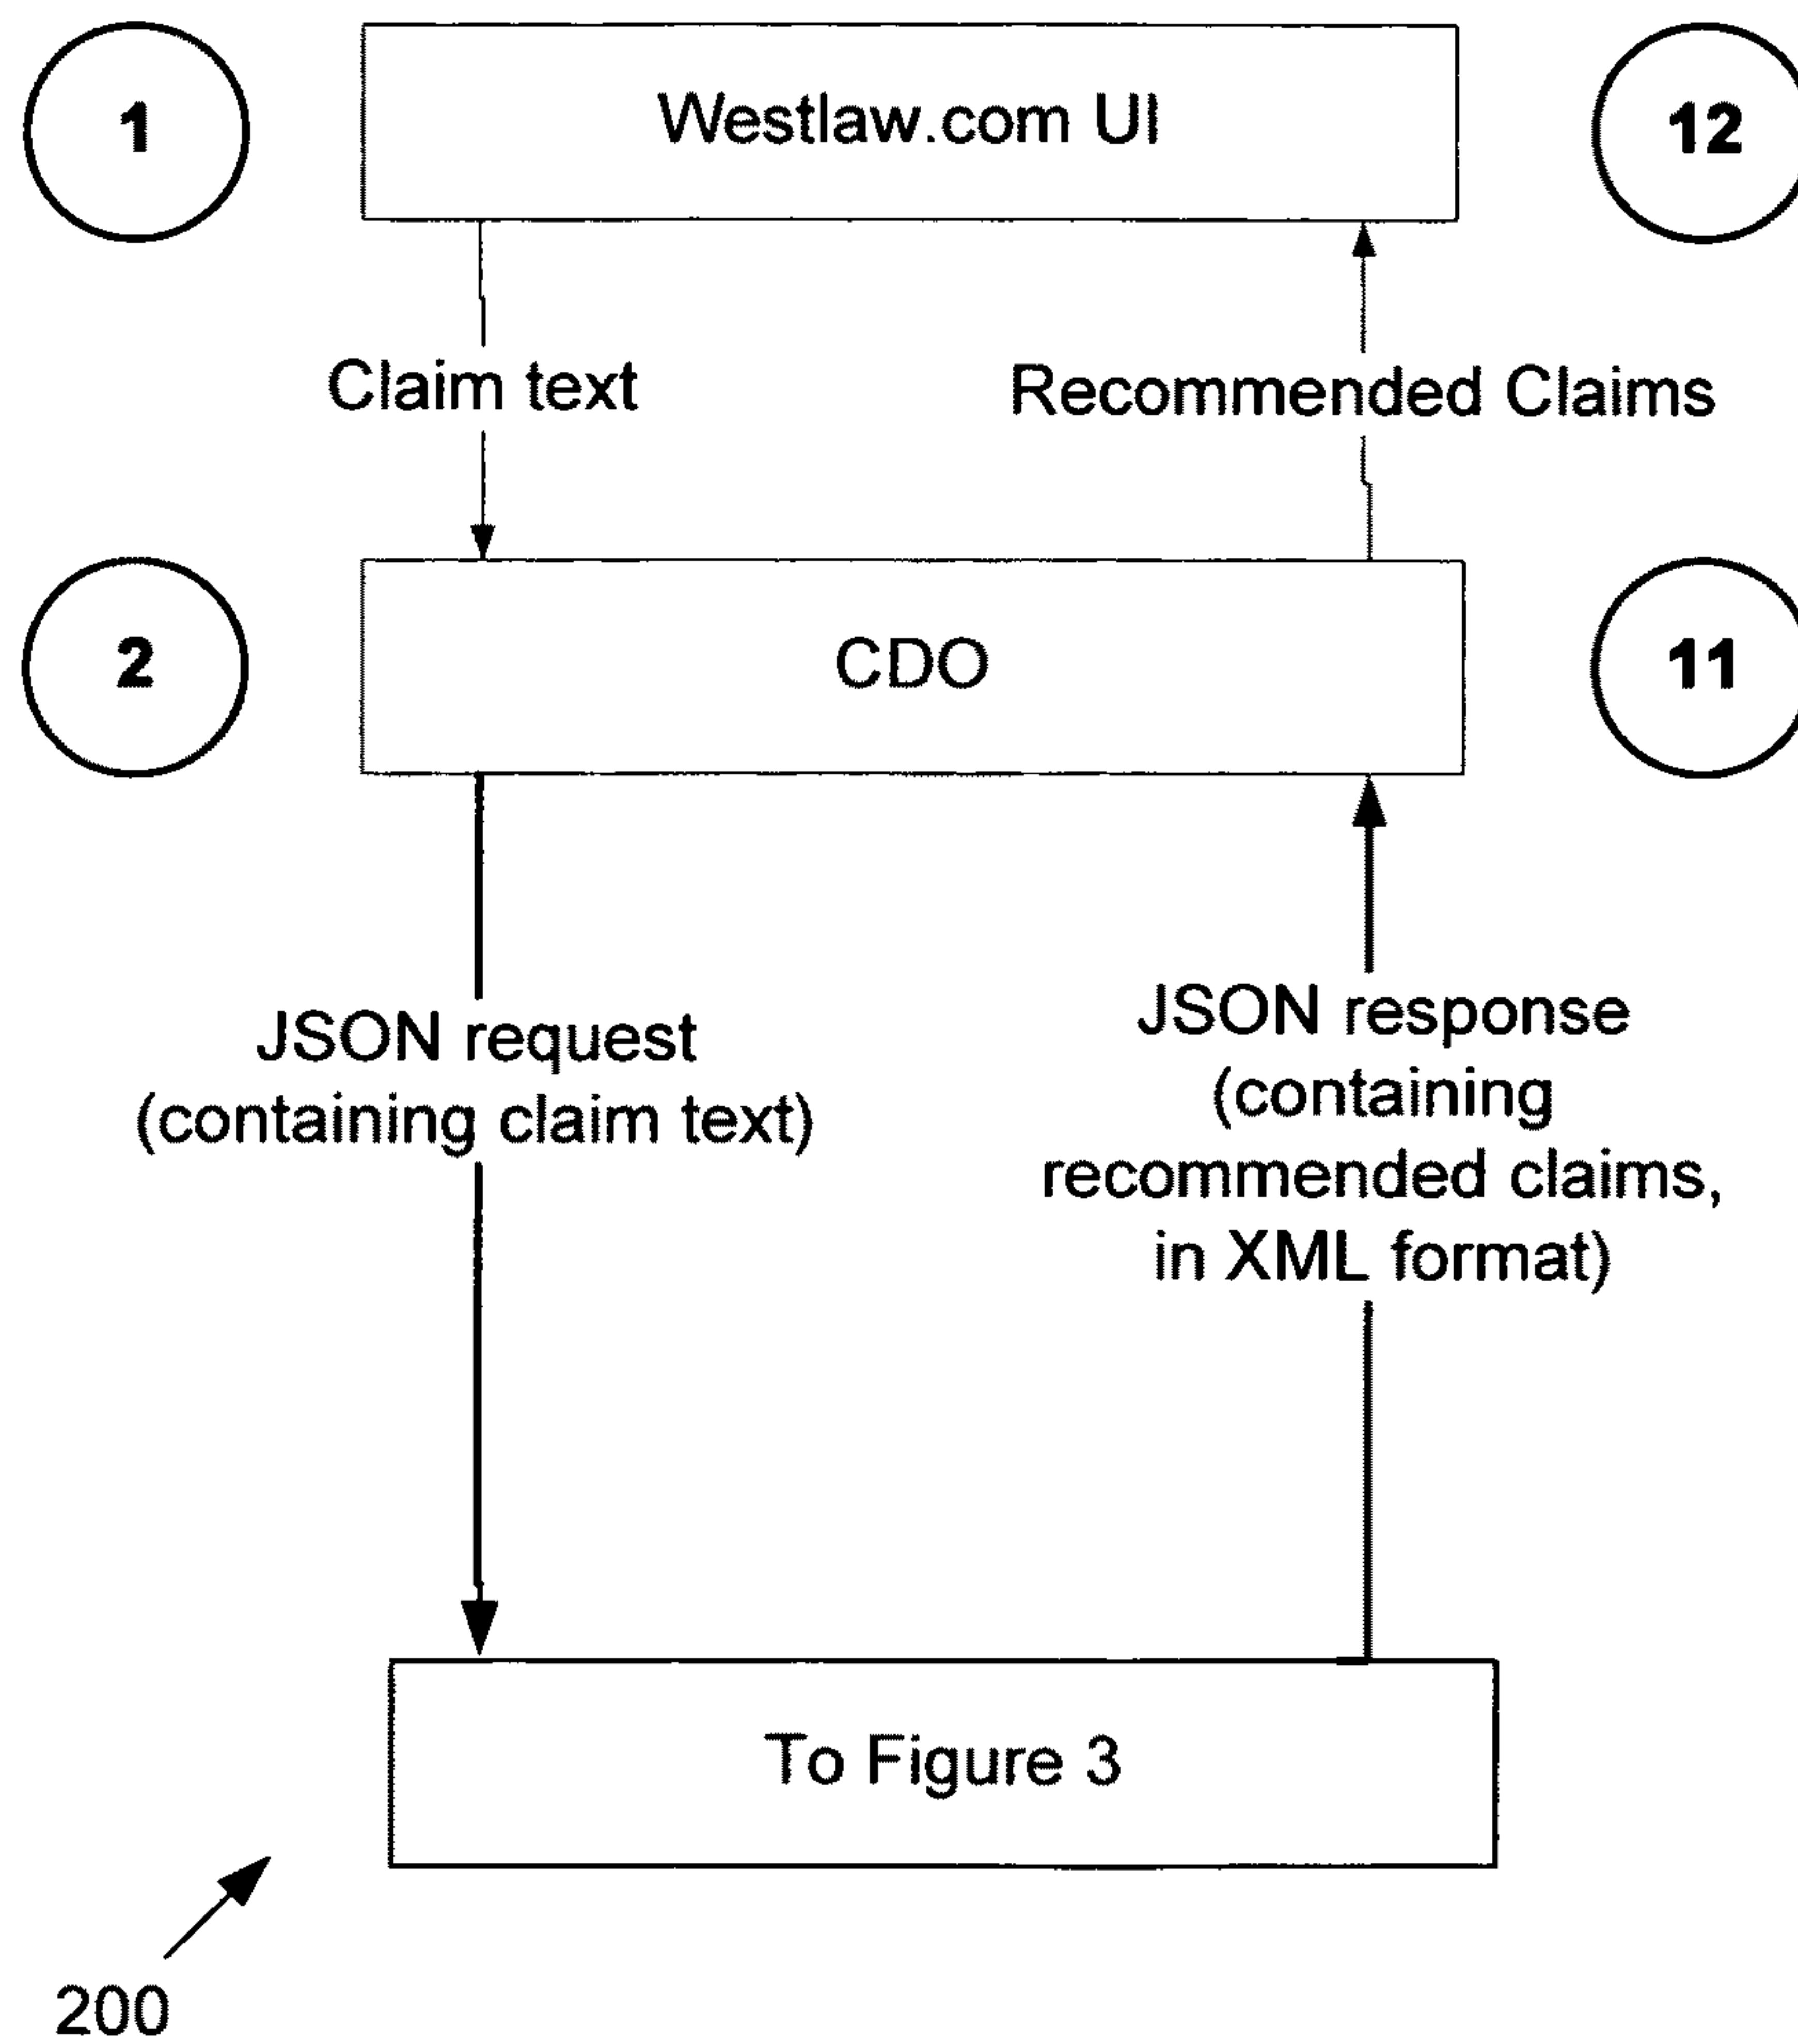 1
Westlaw.com UI
12
Claim text
Recommended Claims
2
CDO
11
JSON request
(containing claim text)
JSON response
(containing
recommended claims,
in XML format)
To Figure 3
200